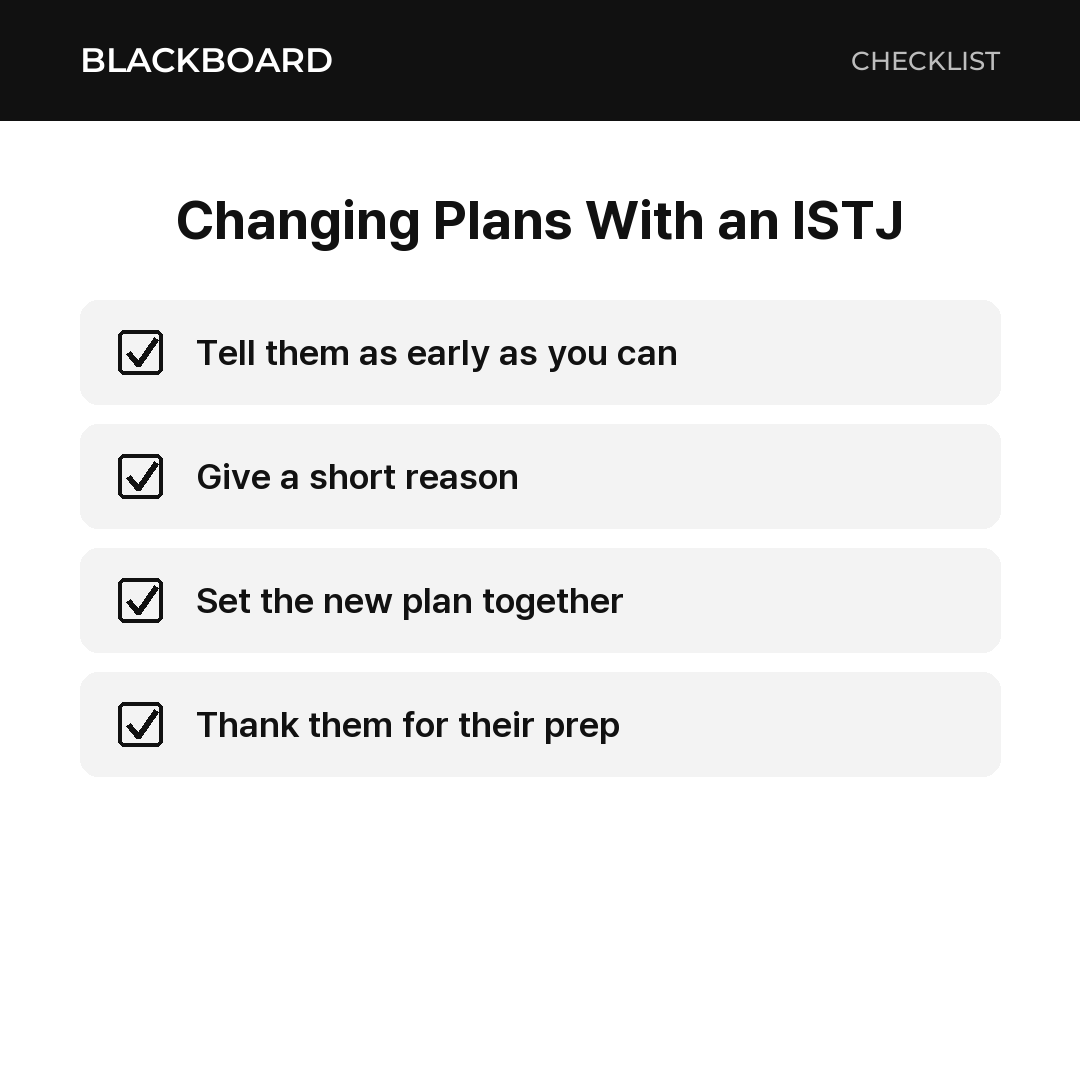 BLACKBOARD
CHECKLIST
Changing Plans With an ISTJ
Tell them as early as you can
Give a short reason
Set the new plan together
Thank them for their prep